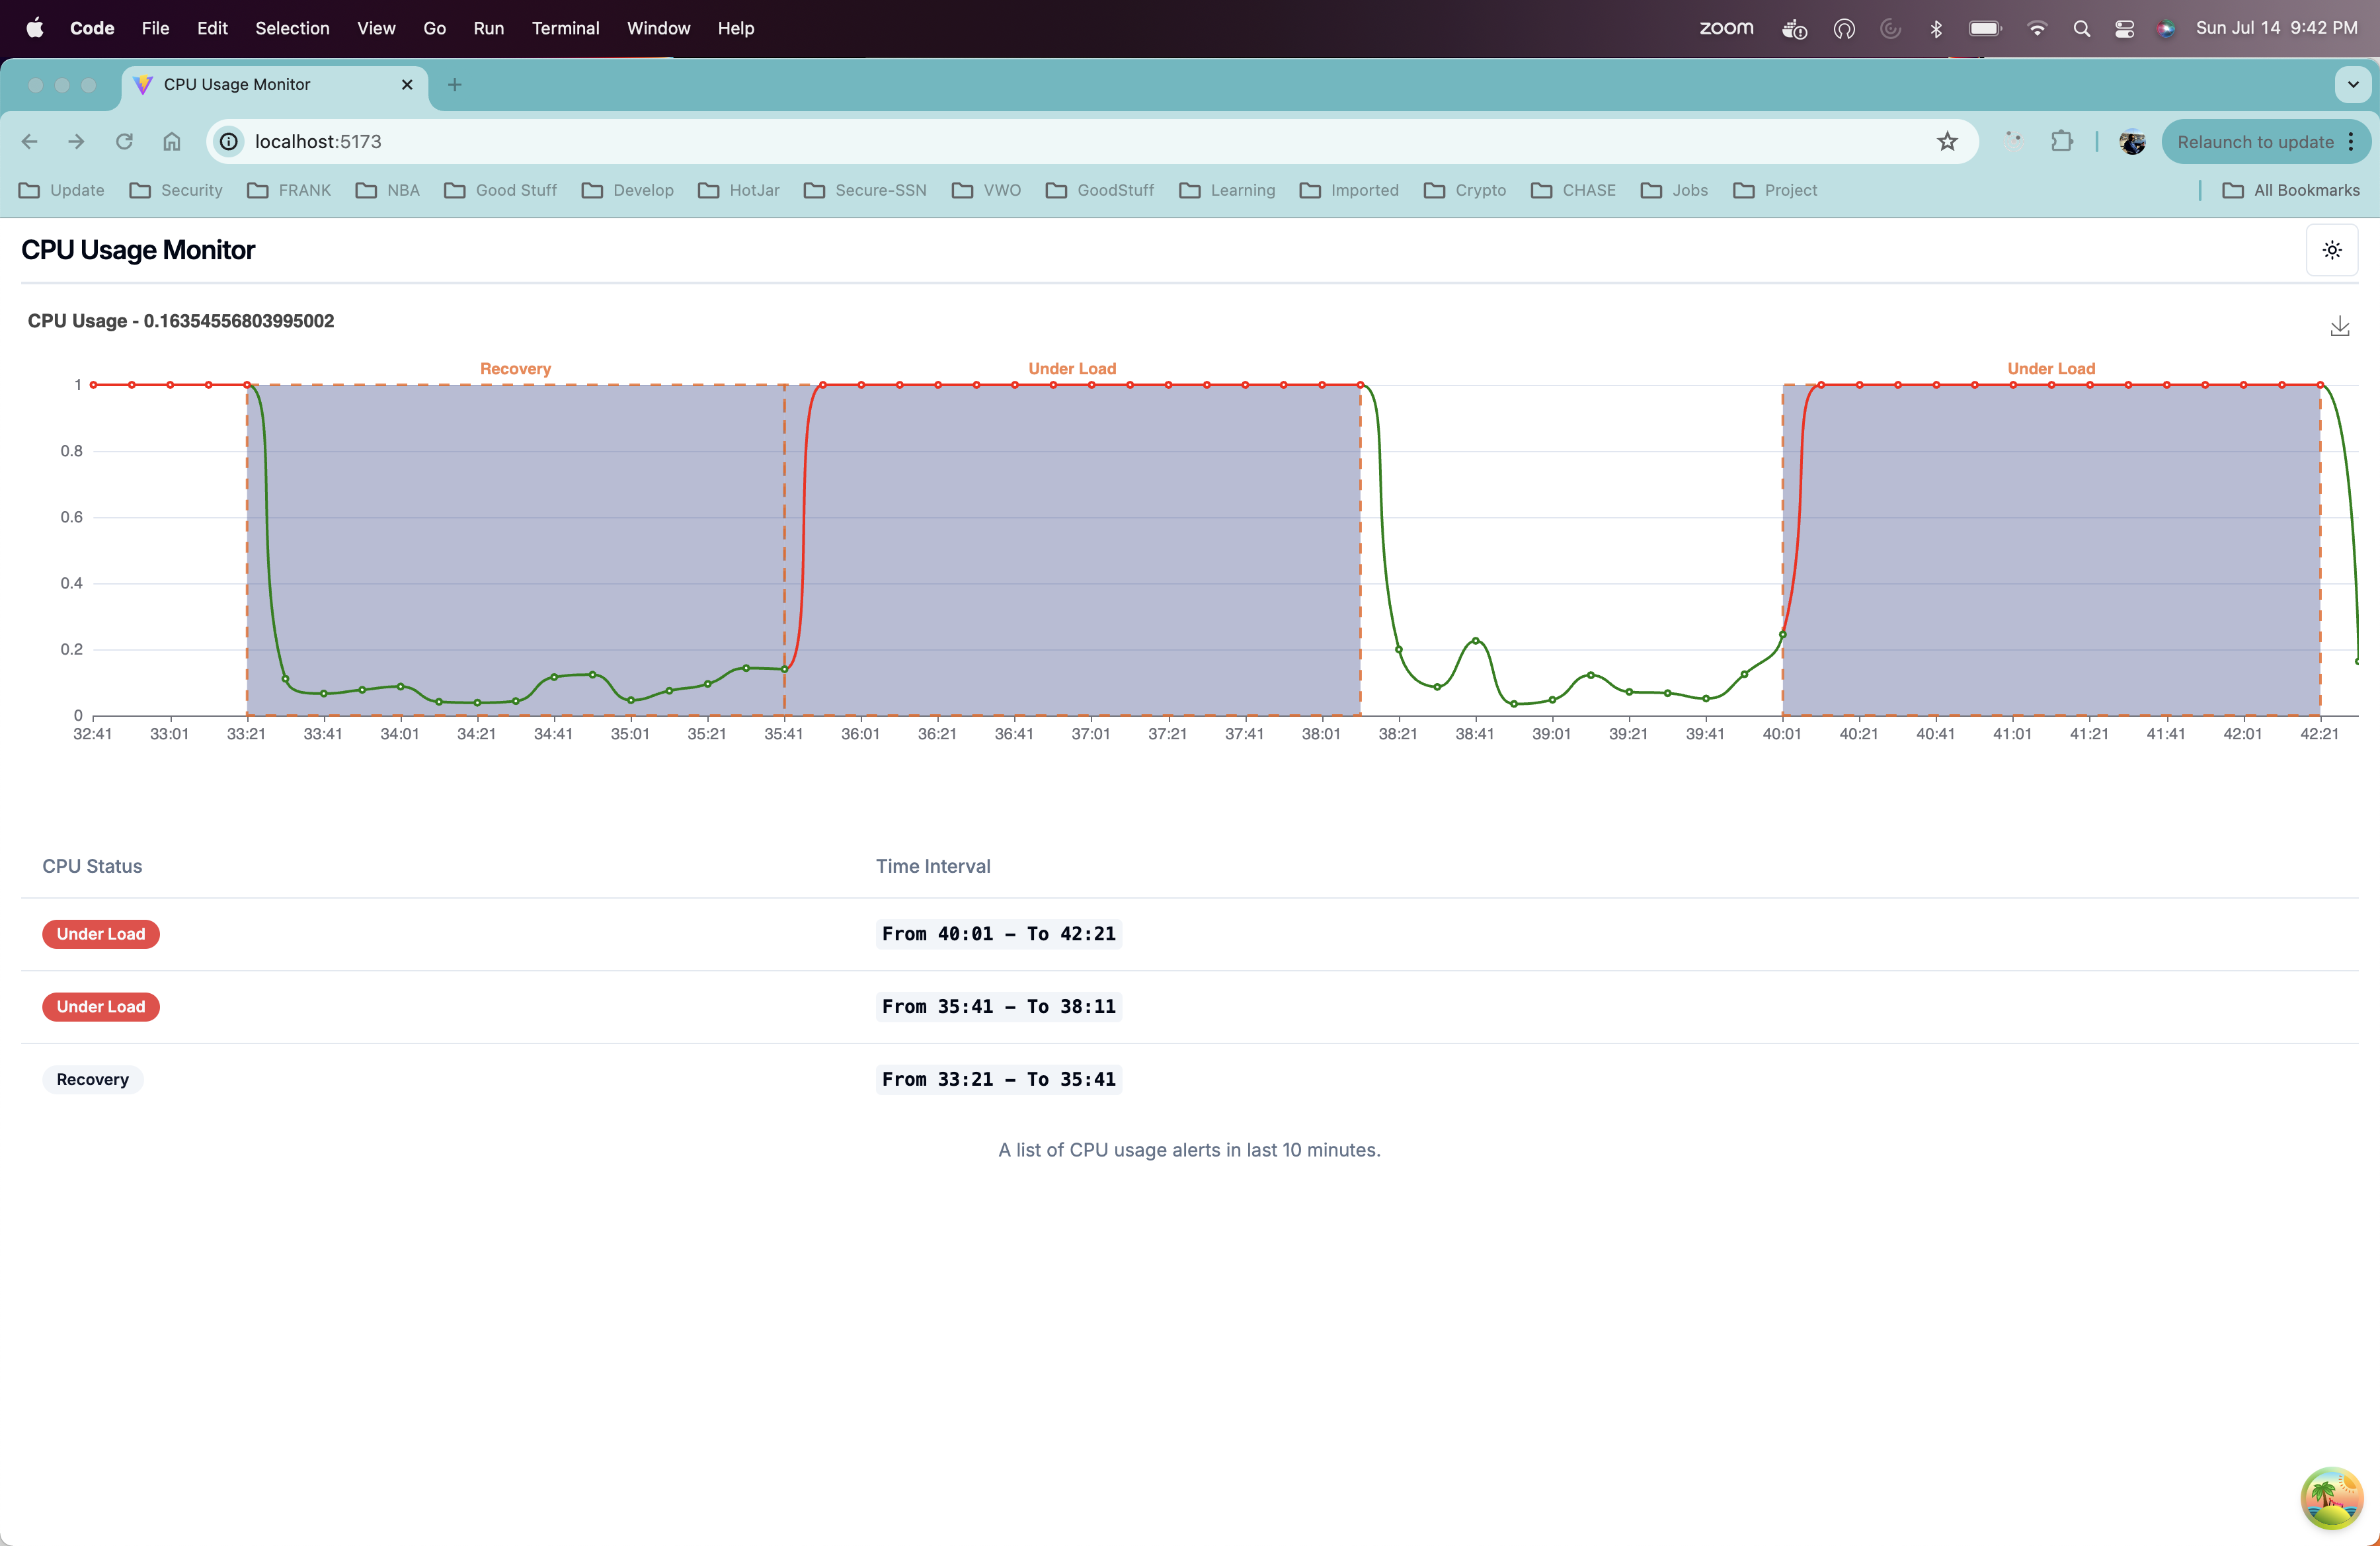 Code File Edit Selection View Go Run Terminal Window Help zoom Sun Jul 14 9:42 PM
CPU Usage Monitor
localhost:5173 Relaunch to update
Update Security FRANK NBA Good Stuff Develop HotJar Secure-SSN VWO GoodStuff Learning Imported Crypto CHASE Jobs Project All Bookmarks
CPU Usage Monitor
CPU Usage - 0.16354556803995002
Recovery Under Load Under Load
1
0.8
0.6
0.4
0.2
0
32:41 33:01 33:21 33:41 34:01 34:21 34:41 35:01 35:21 35:41 36:01 36:21 36:41 37:01 37:21 37:41 38:01 38:21 38:41 39:01 39:21 39:41 40:01 40:21 40:41 41:01 41:21 41:41 42:01 42:21
CPU Status Time Interval
Under Load From 40:01 – To 42:21
Under Load From 35:41 – To 38:11
Recovery From 33:21 – To 35:41
A list of CPU usage alerts in last 10 minutes.